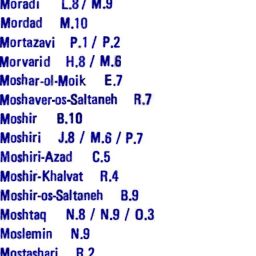 Moradi L.8 / M.9
Mordad M.10
Mortazavi P.1 / P.2
Morvarid H.8 / M.6
Moshar-ol-Moik E.7
Moshaver-os-Saltaneh R.7
Moshir B.10
Moshiri J.8 / M.6 / P.7
Moshiri-Azad C.5
Moshir-Khalvat R.4
Moshir-os-Saltaneh B.9
Moshtaq N.8 / N.9 / O.3
Moslemin N.9
Mostashari R.2